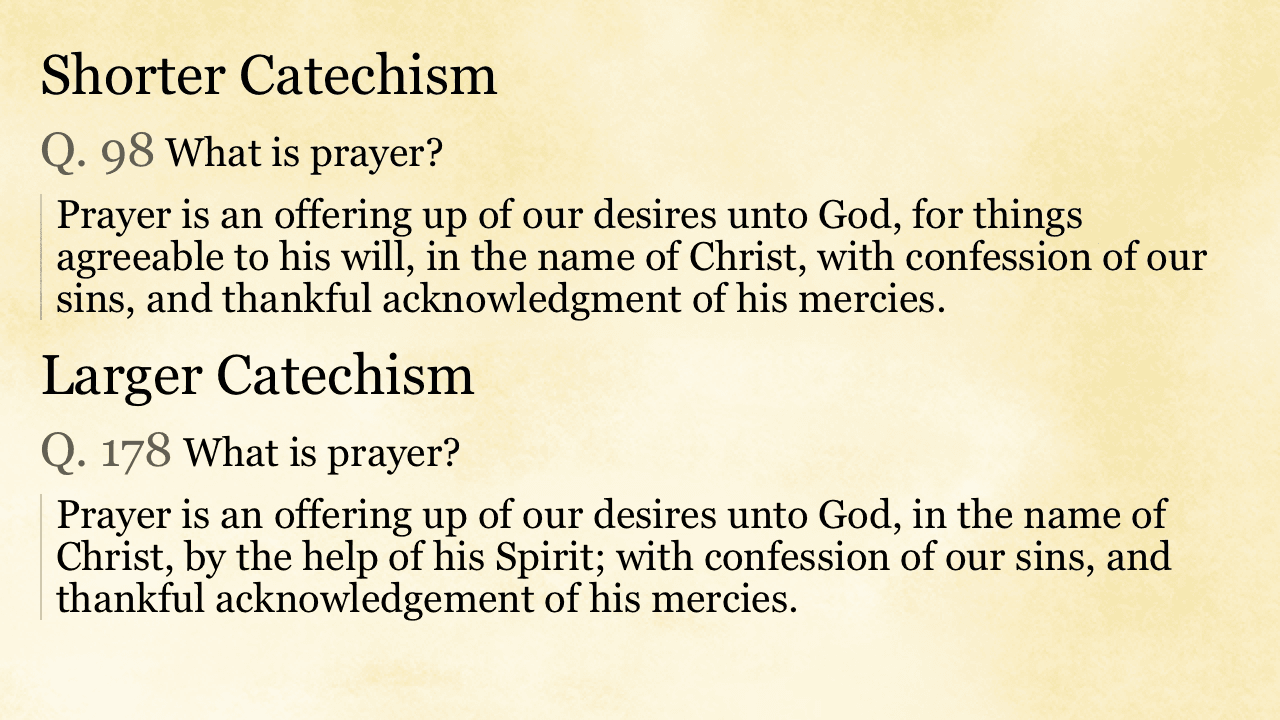 Shorter Catechism
Q. 98 What is prayer?
Prayer is an offering up of our desires unto God, for things
agreeable to his will, in the name of Christ, with confession of our
sins, and thankful acknowledgment of his mercies.
Larger Catechism
Q. 178 What is prayer?
Prayer is an offering up of our desires unto God, in the name of
Christ, by the help of his Spirit; with confession of our sins, and
thankful acknowledgement of his mercies.